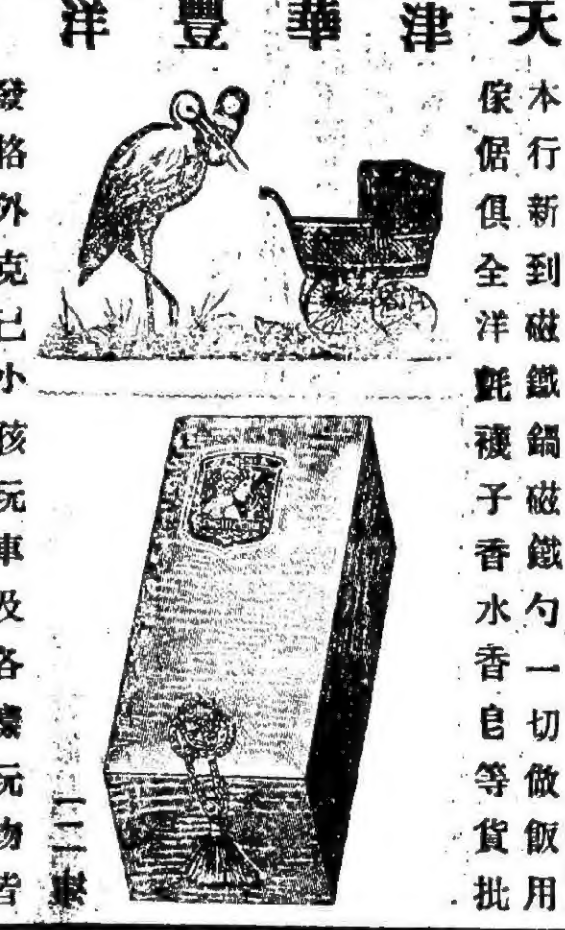 天津華豐洋
本行新到磁鐵鍋磁鐵勺一切做飯用
傢倨俱全洋氈襪子香水香皂等貨批
發格外克己小孩玩車及各樣玩物皆